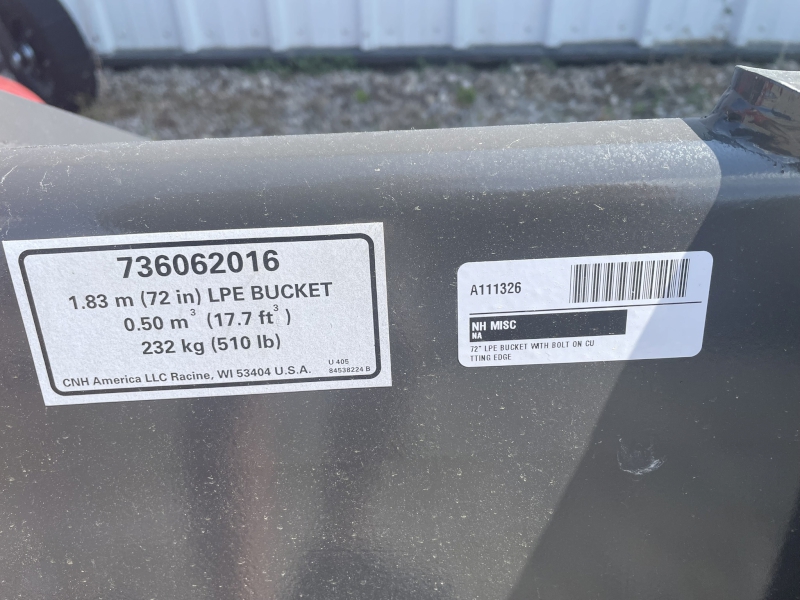 736062016
1.83 m (72 in) LPE BUCKET
0.50 m³ (17.7 ft³)
232 kg (510 lb)
U 405
CNH America LLC Racine, WI 53404 U.S.A.
84538224 B
A111326
NH MISC
NA
72" LPE BUCKET WITH BOLT ON CU
TTING EDGE